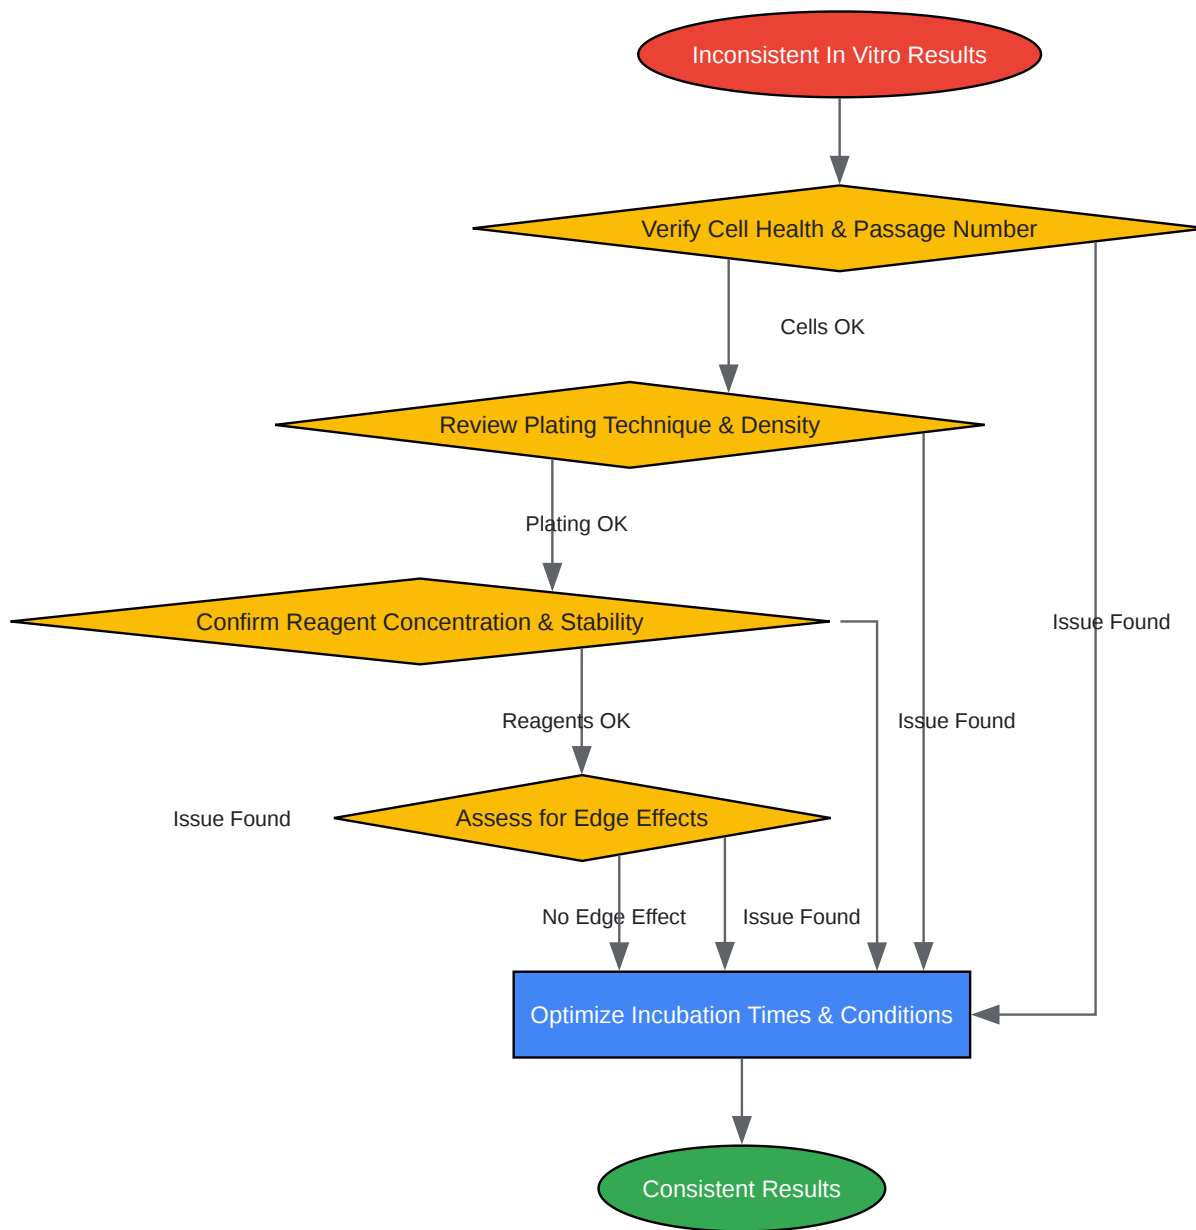 Inconsistent In Vitro Results
Verify Cell Health & Passage Number
Cells OK
Review Plating Technique & Density
Plating OK
Confirm Reagent Concentration & Stability
Issue Found
Reagents OK
Issue Found
Issue Found
Assess for Edge Effects
No Edge Effect
Issue Found
Optimize Incubation Times & Conditions
Consistent Results